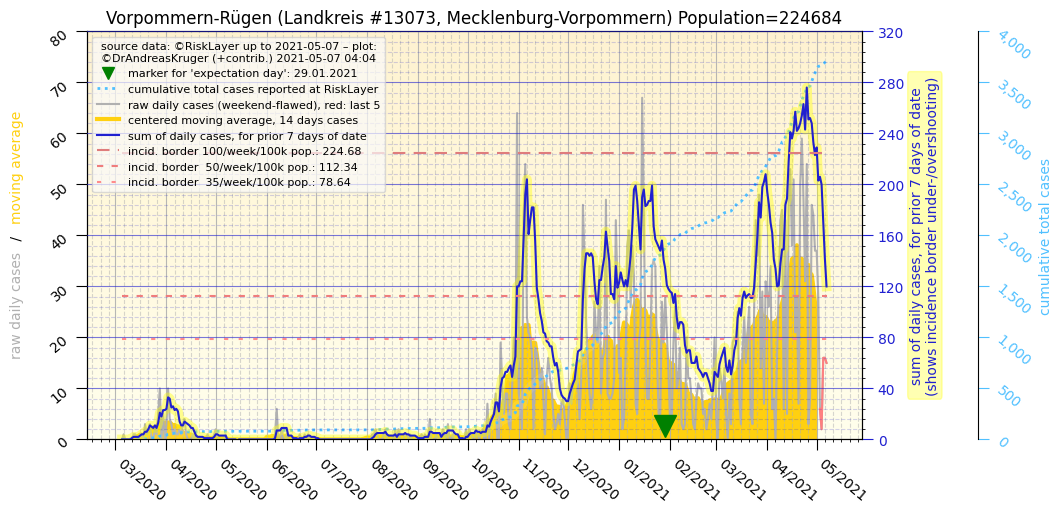 Vorpommern-Rügen (Landkreis #13073, Mecklenburg-Vorpommern) Population=224684
source data: ©RiskLayer up to 2021-05-07 – plot:
©DrAndreasKruger (+contrib.) 2021-05-07 04:04
marker for 'expectation day': 29.01.2021
cumulative total cases reported at RiskLayer
raw daily cases (weekend-flawed), red: last 5
centered moving average, 14 days cases
sum of daily cases, for prior 7 days of date
incid. border 100/week/100k pop.: 224.68
incid. border  50/week/100k pop.: 112.34
incid. border  35/week/100k pop.: 78.64
raw daily cases / moving average
80
70
60
50
40
30
20
10
0
03/2020
04/2020
05/2020
06/2020
07/2020
08/2020
09/2020
10/2020
11/2020
12/2020
01/2021
02/2021
03/2021
04/2021
05/2021
320
280
240
200
160
120
80
40
0
sum of daily cases, for prior 7 days of date
(shows incidence border under-/overshooting)
4,000
3,500
3,000
2,500
2,000
1,500
1,000
500
0
cumulative total cases